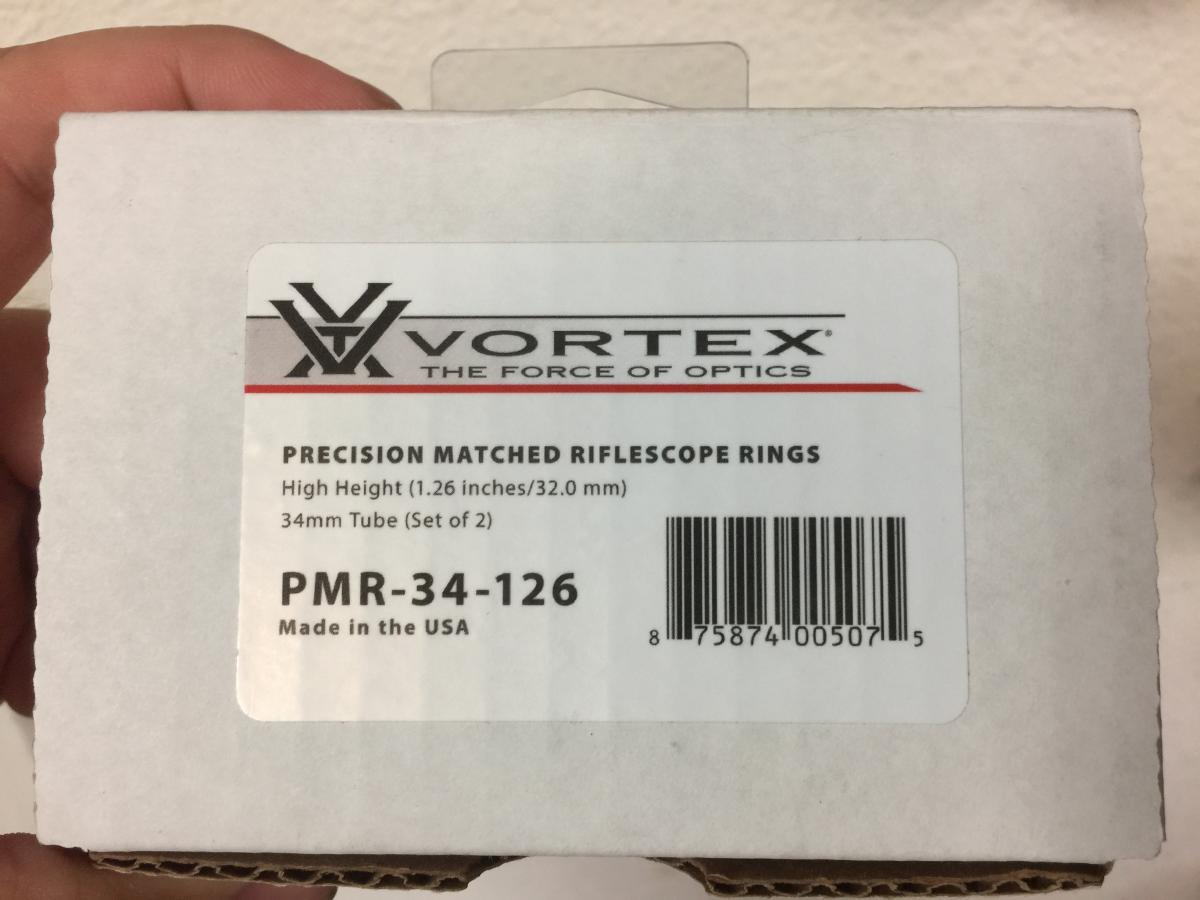 VORTEX®
THE FORCE OF OPTICS
PRECISION MATCHED RIFLESCOPE RINGS
High Height (1.26 inches/32.0 mm)
34mm Tube (Set of 2)
PMR-34-126
Made in the USA
8 75874 00507 5